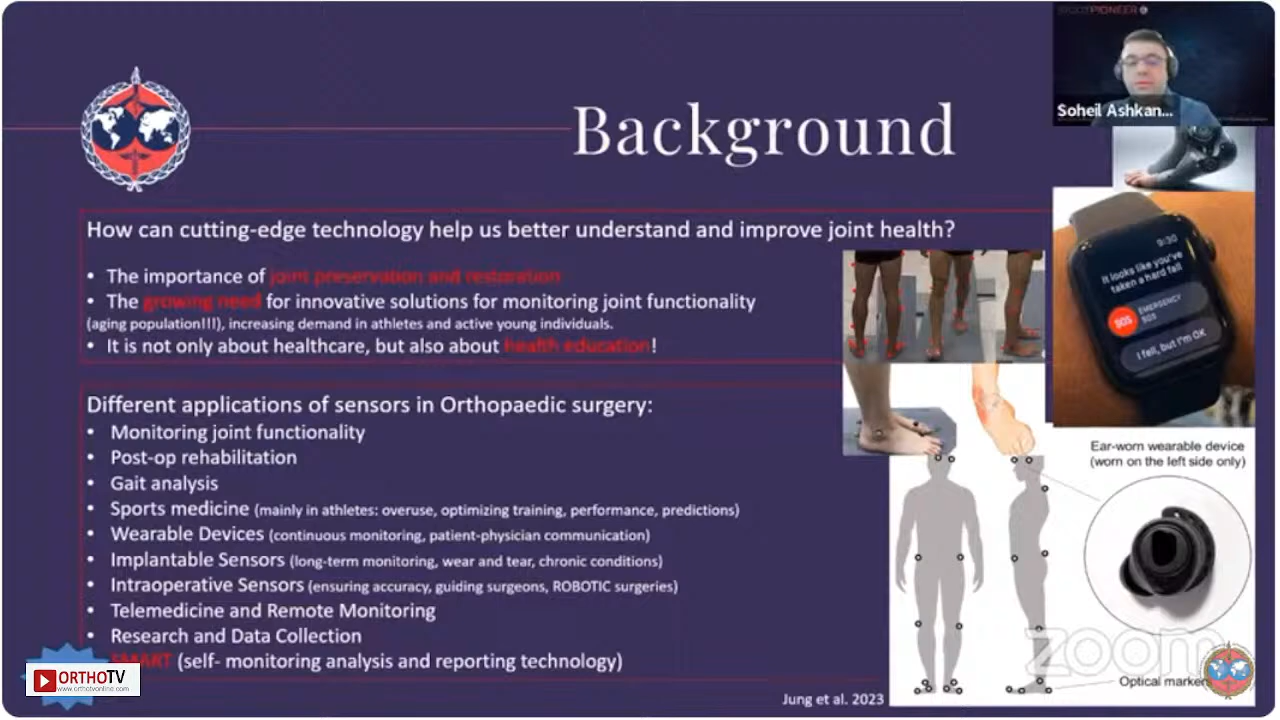 Soheil Ashkan...
Background
How can cutting-edge technology help us better understand and improve joint health?
• The importance of joint preservation and restoration
• The growing need for innovative solutions for monitoring joint functionality
(aging population!!!), increasing demand in athletes and active young individuals.
• It is not only about healthcare, but also about health education!
9:30
It looks like you've
taken a hard fall
SOS EMERGENCY
SOS
I fell, but I'm OK
Different applications of sensors in Orthopaedic surgery:
• Monitoring joint functionality
• Post-op rehabilitation
• Gait analysis
• Sports medicine (mainly in athletes: overuse, optimizing training, performance, predictions)
• Wearable Devices (continuous monitoring, patient-physician communication)
• Implantable Sensors (long-term monitoring, wear and tear, chronic conditions)
• Intraoperative Sensors (ensuring accuracy, guiding surgeons, ROBOTIC surgeries)
• Telemedicine and Remote Monitoring
• Research and Data Collection
SMART (self- monitoring analysis and reporting technology)
Ear-worn wearable device
(worn on the left side only)
zoom
Optical markers
Jung et al. 2023
ORTHOTV
www.orthotvonline.com